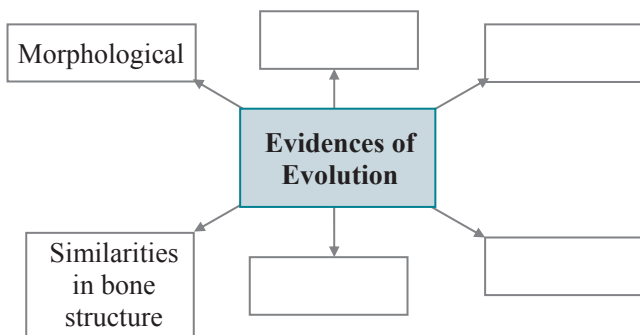 Morphological
Evidences of
Evolution
Similarities
in bone
structure